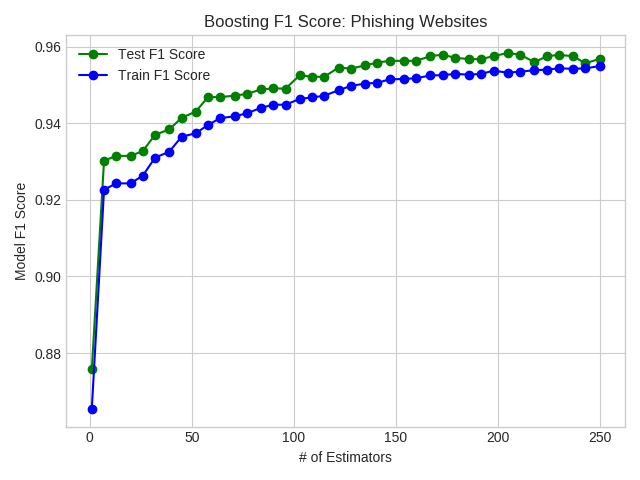 Boosting F1 Score: Phishing Websites
Test F1 Score
Train F1 Score
Model F1 Score
0.96
0.94
0.92
0.90
0.88
0 50 100 150 200 250
# of Estimators